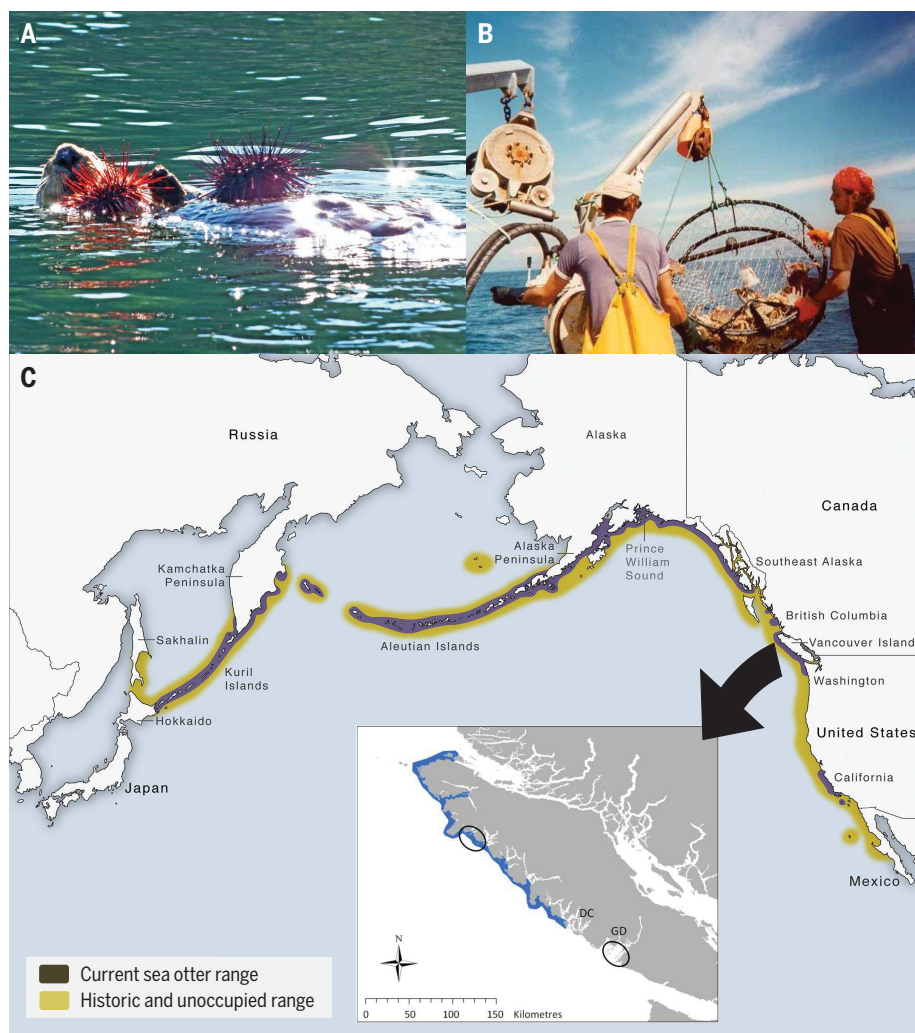 A
B
C
Russia
Alaska
Canada
Kamchatka
Peninsula
Alaska
Peninsula
Prince
William
Sound
Southeast Alaska
Sakhalin
British Columbia
Vancouver Island
Aleutian Islands
Kuril
Islands
Washington
Hokkaido
United States
Japan
California
Mexico
DC
GD
N
0
50
100
150
Kilometres
Current sea otter range
Historic and unoccupied range